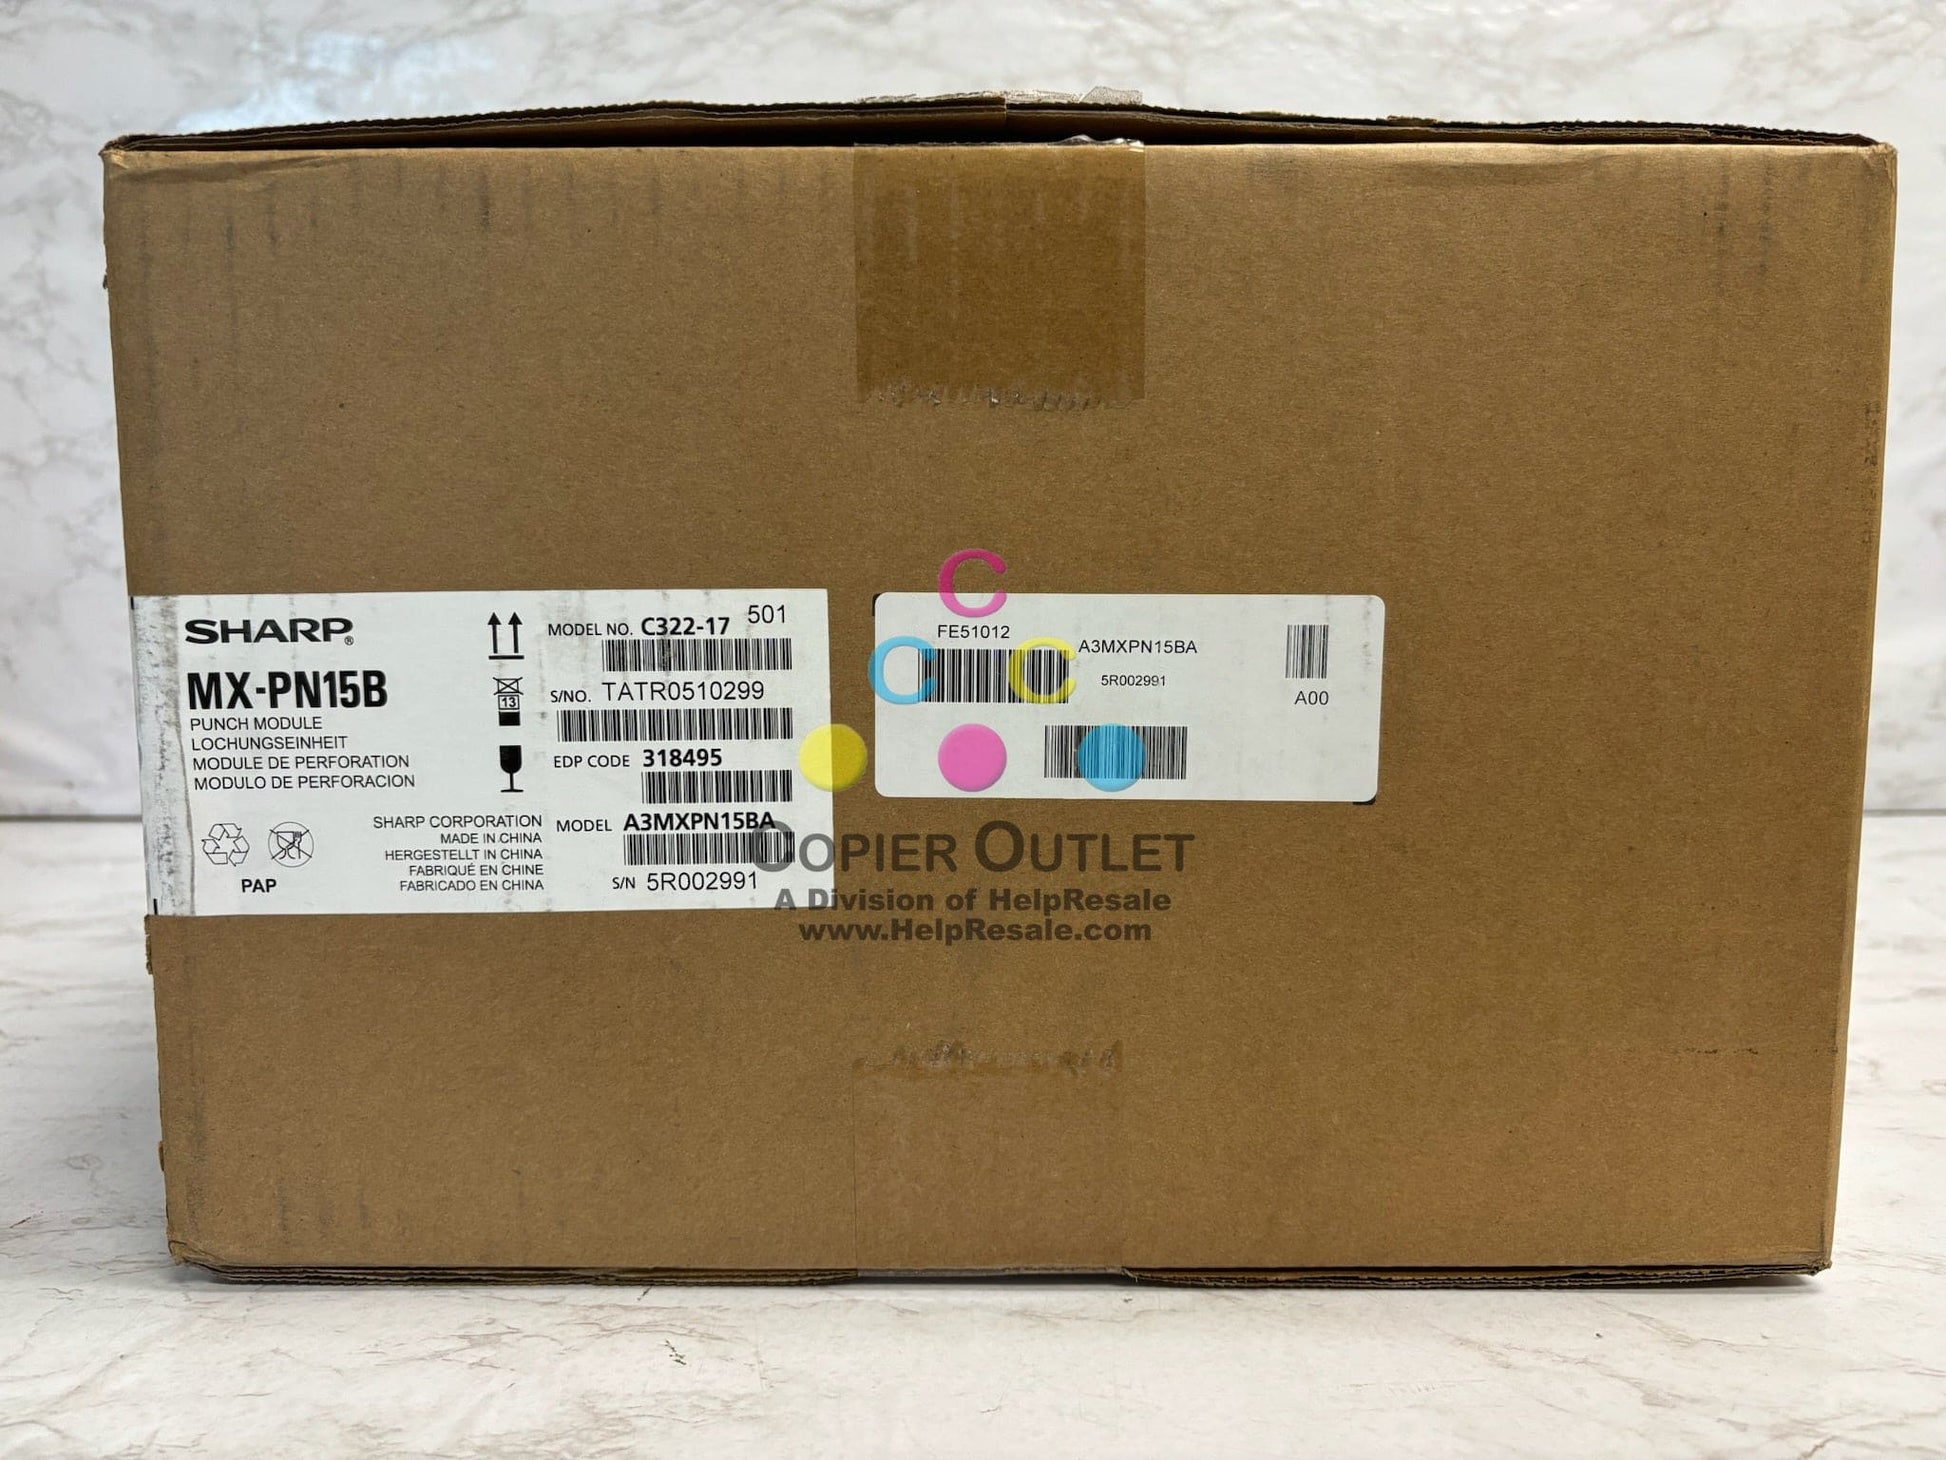 SHARP®
MX-PN15B
PUNCH MODULE
LOCHUNGSEINHEIT
MODULE DE PERFORATION
MODULO DE PERFORACION
PAP
13
SHARP CORPORATION
MADE IN CHINA
HERGESTELLT IN CHINA
FABRIQUÉ EN CHINE
FABRICADO EN CHINA
MODEL NO. C322-17 501
S/NO. TATR0510299
EDP CODE 318495
MODEL A3MXPN15BA
S/N 5R002991
FE51012
A3MXPN15BA
5R002991
A00
C
C C
COPIER OUTLET
A Division of HelpResale
www.HelpResale.com